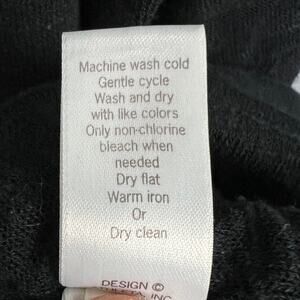 Machine wash cold
Gentle cycle
Wash and dry
with like colors
Only non-chlorine
bleach when
needed
Dry flat
Warm iron
Or
Dry clean
DESIGN ©
INC